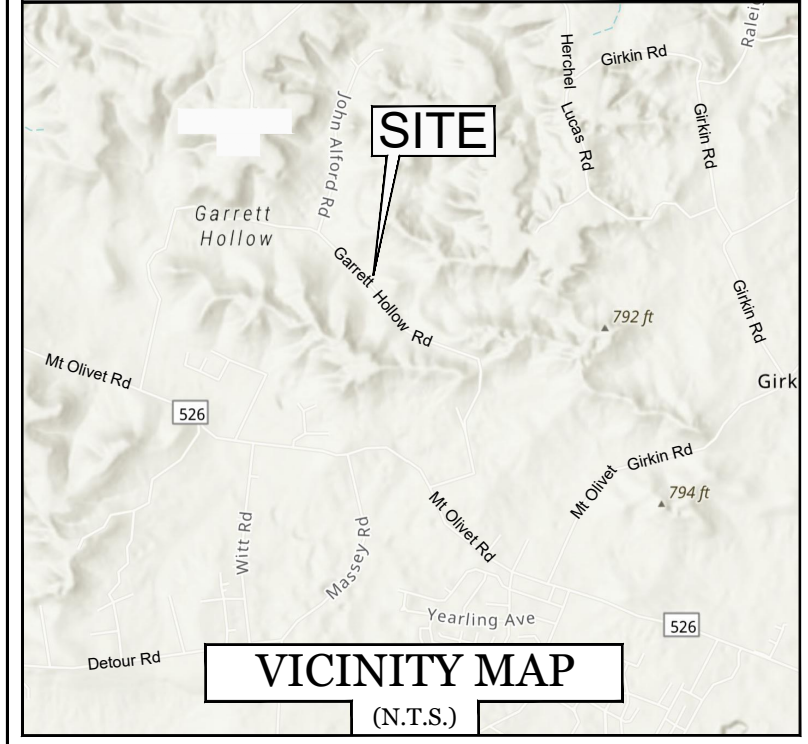 Raleig
Herchel Lucas Rd
Girkin Rd
John Alford Rd
SITE
Girkin Rd
Garrett
Hollow
Garrett Hollow Rd
792 ft
Girkin Rd
Mt Olivet Rd
Girk
526
Mt Olivet Girkin Rd
794 ft
Mt Olivet Rd
Witt Rd
Massey Rd
Yearling Ave
526
Detour Rd
VICINITY MAP
(N.T.S.)